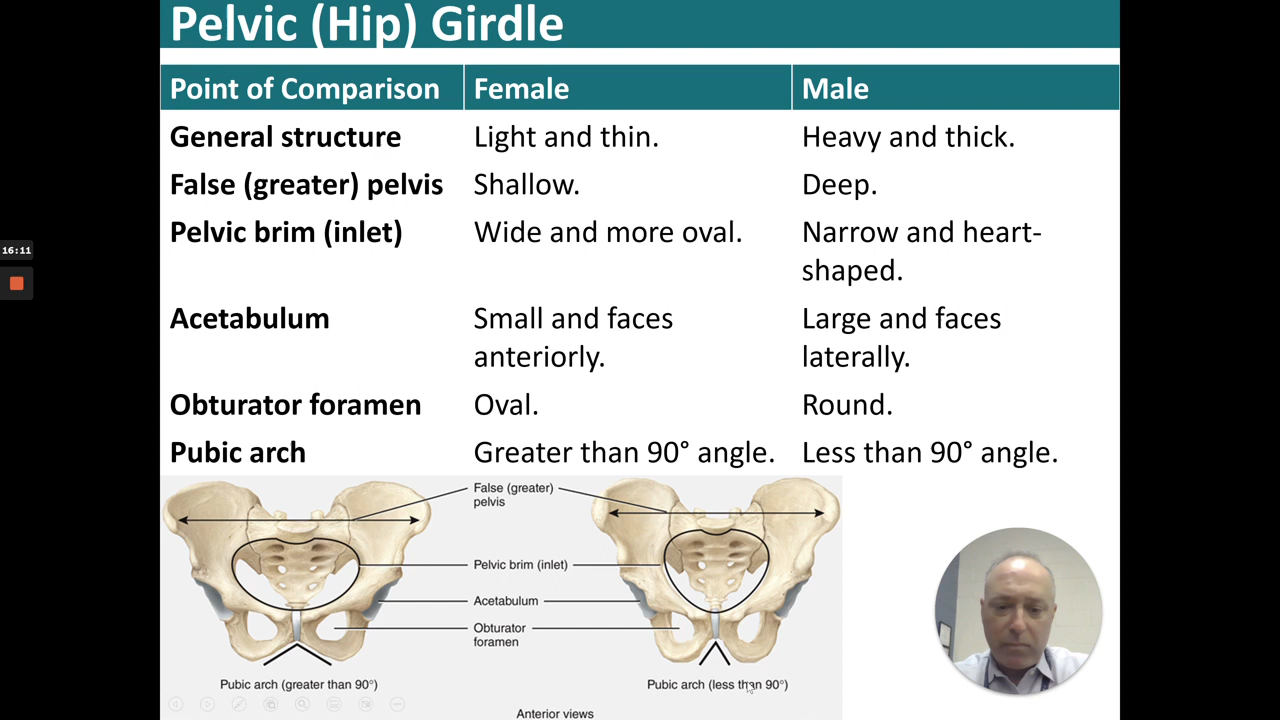 Pelvic (Hip) Girdle
Point of Comparison Female Male
General structure Light and thin. Heavy and thick.
False (greater) pelvis Shallow. Deep.
Pelvic brim (inlet) Wide and more oval. Narrow and heart-
shaped.
16:11
Acetabulum Small and faces Large and faces
anteriorly. laterally.
Obturator foramen Oval. Round.
Pubic arch Greater than 90° angle. Less than 90° angle.
False (greater)
pelvis
Pelvic brim (inlet)
Acetabulum
Obturator
foramen
Pubic arch (greater than 90°) Pubic arch (less than 90°)
Anterior views